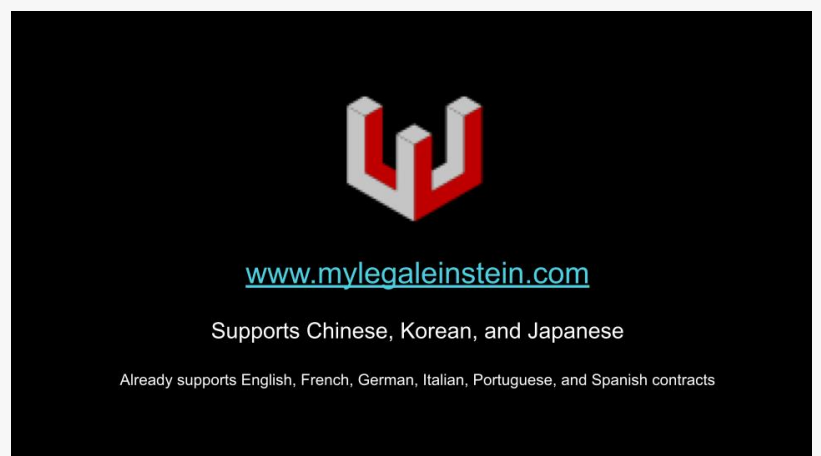 www.mylegaleinstein.com
Supports Chinese, Korean, and Japanese
Already supports English, French, German, Italian, Portuguese, and Spanish contracts